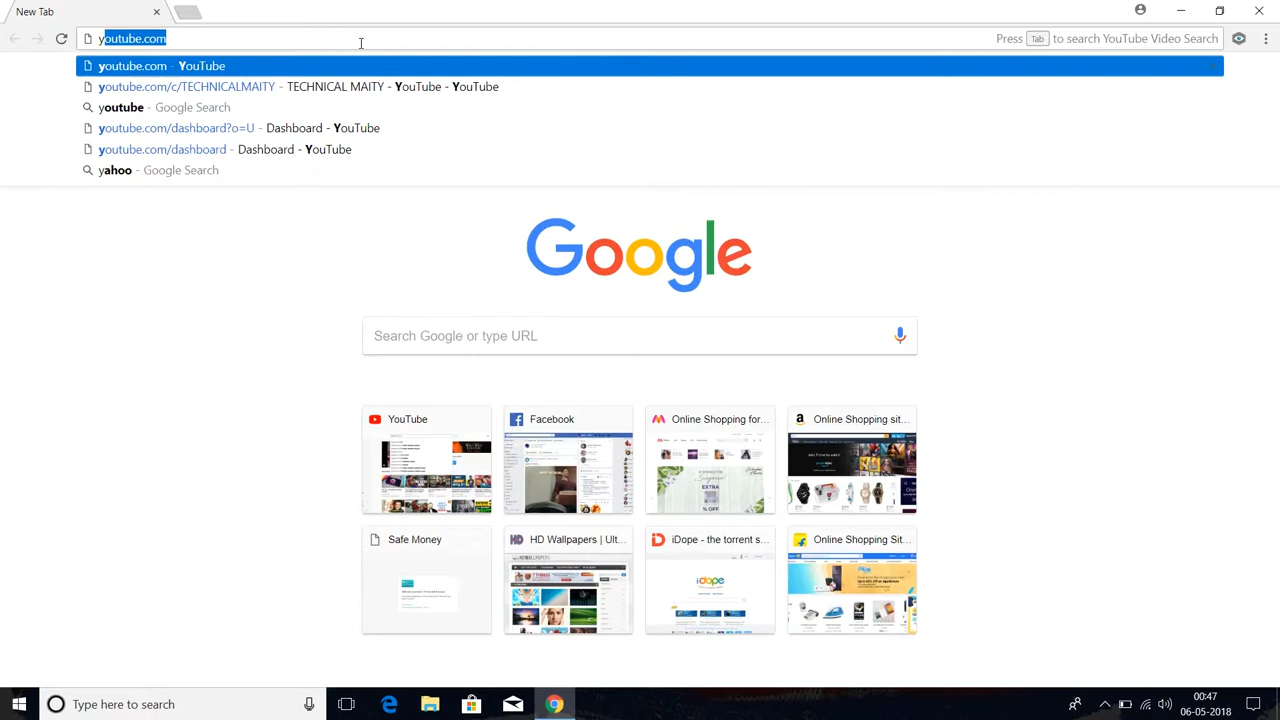 New Tab
youtube.com
Press Tab to search YouTube Video Search
youtube.com - YouTube
youtube.com/c/TECHNICALMAITY - TECHNICAL MAITY - YouTube - YouTube
youtube - Google Search
youtube.com/dashboard?o=U - Dashboard - YouTube
youtube.com/dashboard - Dashboard - YouTube
yahoo - Google Search
Google
Search Google or type URL
YouTube
Facebook
Online Shopping for...
Online Shopping sit...
Safe Money
HD Wallpapers | Ult...
iDope - the torrent s...
Online Shopping Sit...
EXTRA
% OFF
idope
Type here to search
00:47
06-05-2018